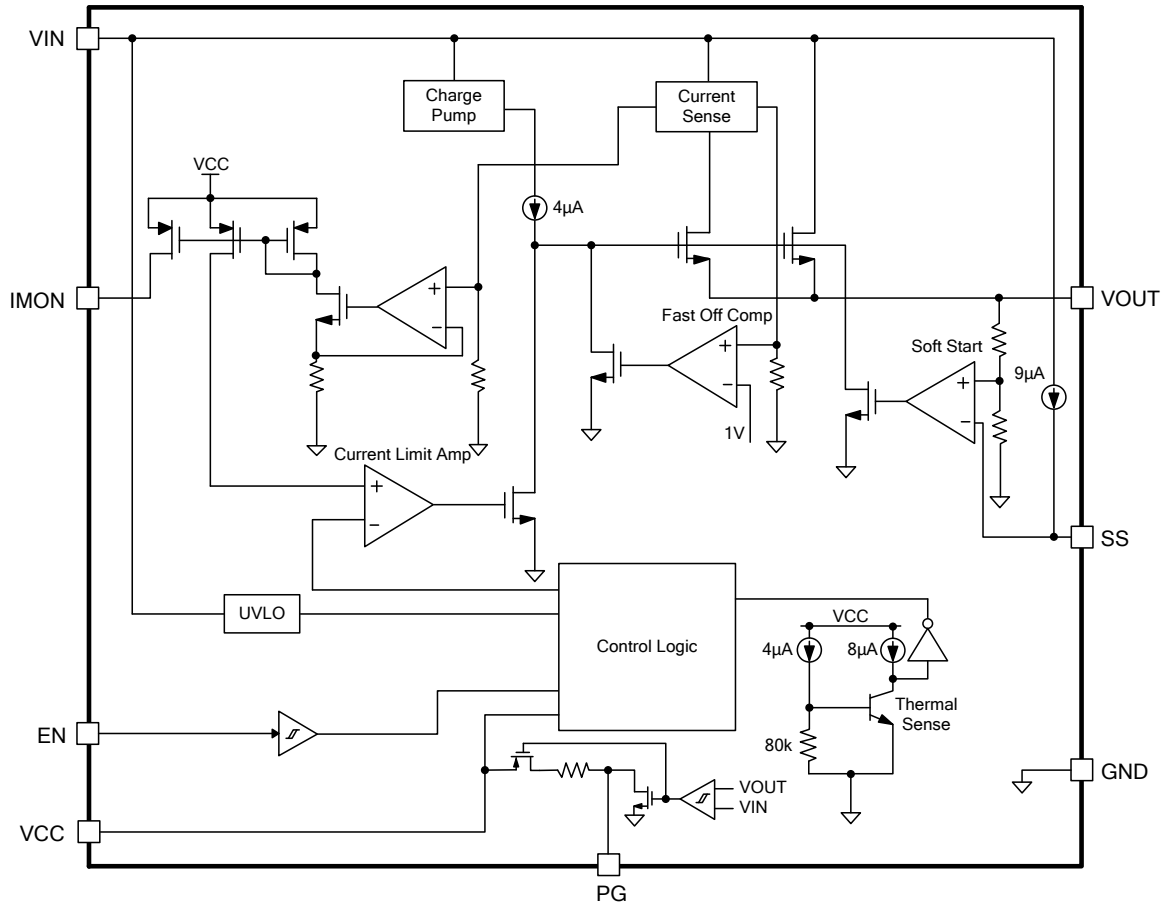 VIN
Charge
Pump
Current
Sense
VCC
4µA
IMON
+
−
VOUT
Fast Off Comp
+
−
1V
Soft Start
+
−
9µA
Current Limit Amp
+
−
SS
UVLO
Control Logic
VCC
4µA
8µA
Thermal
Sense
80k
EN
GND
VOUT
VIN
VCC
PG